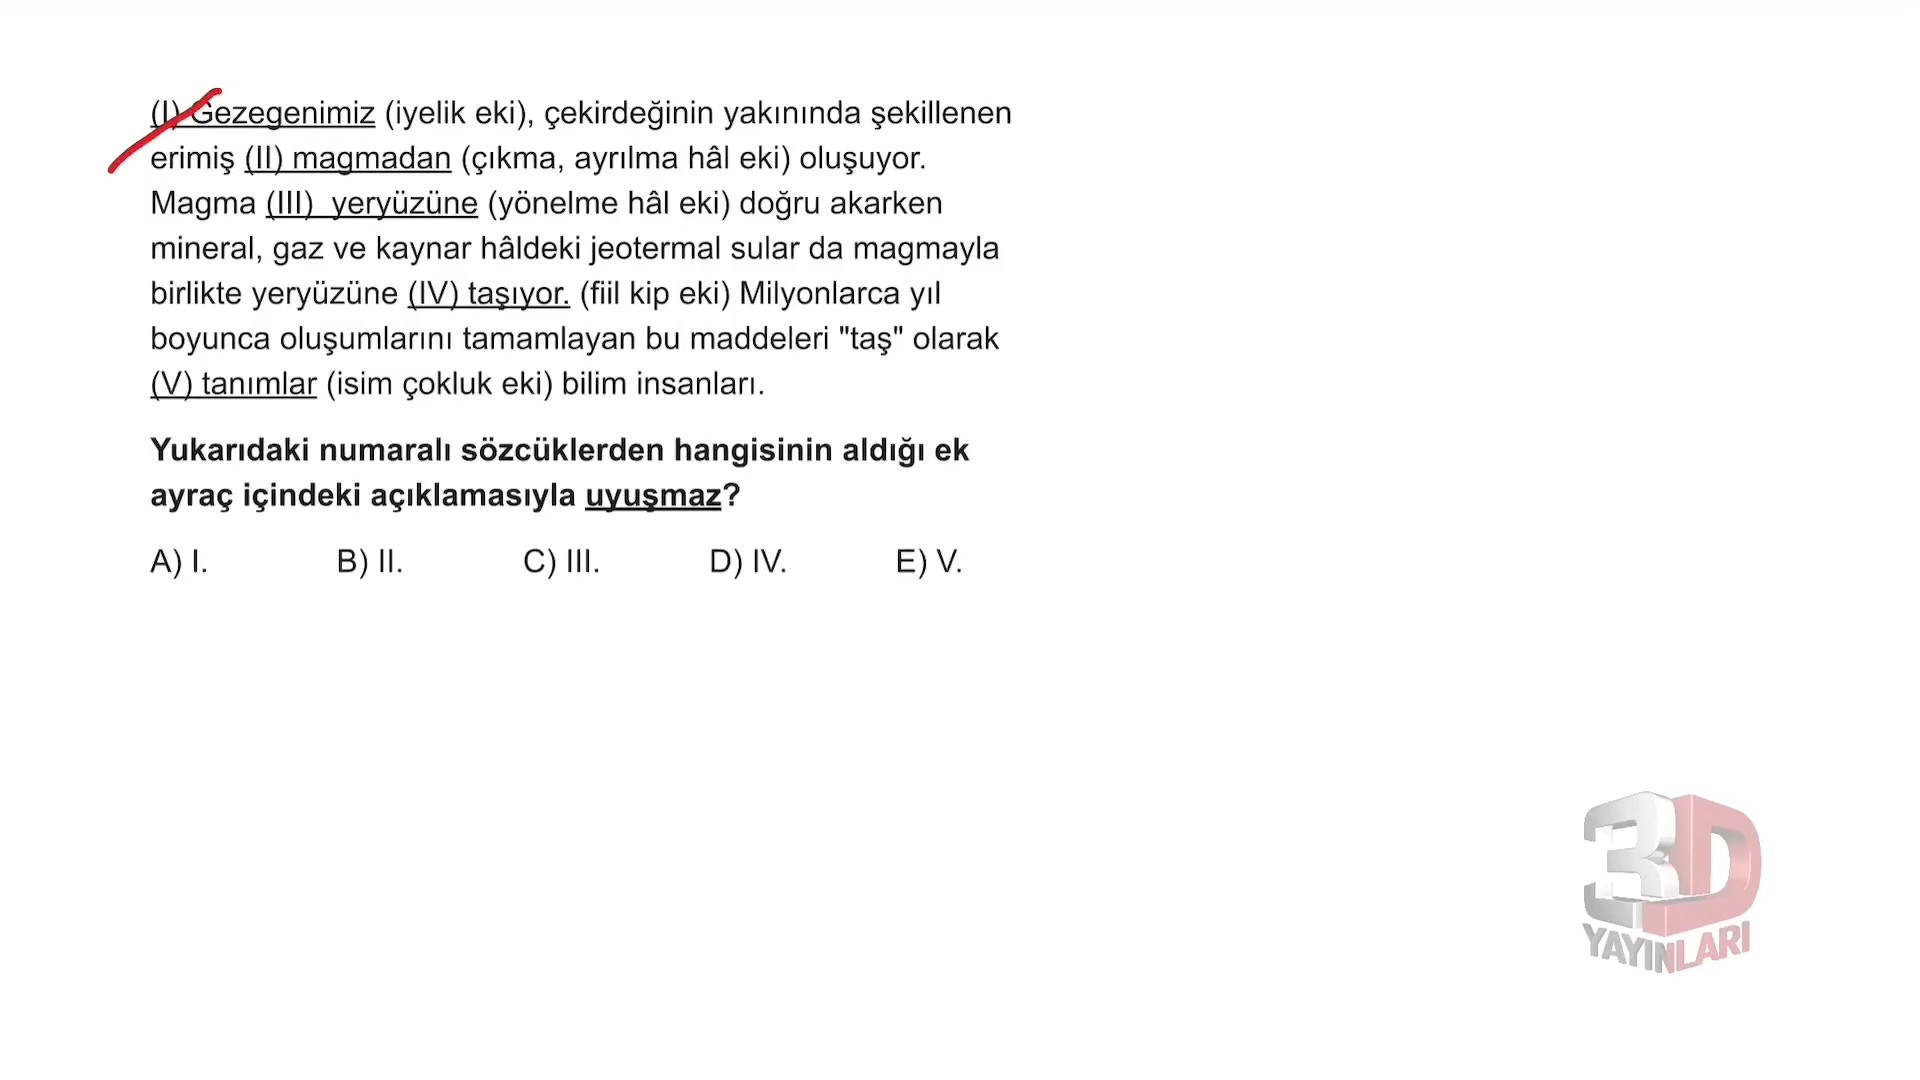 (I) Gezegenimiz (iyelik eki), çekirdeğinin yakınında şekillenen
erimiş (II) magmadan (çıkma, ayrılma hâl eki) oluşuyor.
Magma (III) yeryüzüne (yönelme hâl eki) doğru akarken
mineral, gaz ve kaynar hâldeki jeotermal sular da magmayla
birlikte yeryüzüne (IV) taşıyor. (fiil kip eki) Milyonlarca yıl
boyunca oluşumlarını tamamlayan bu maddeleri "taş" olarak
(V) tanımlar (isim çokluk eki) bilim insanları.
Yukarıdaki numaralı sözcüklerden hangisinin aldığı ek
ayraç içindeki açıklamasıyla uyuşmaz?
A) I. B) II. C) III. D) IV. E) V.
3D
YAYINLARI